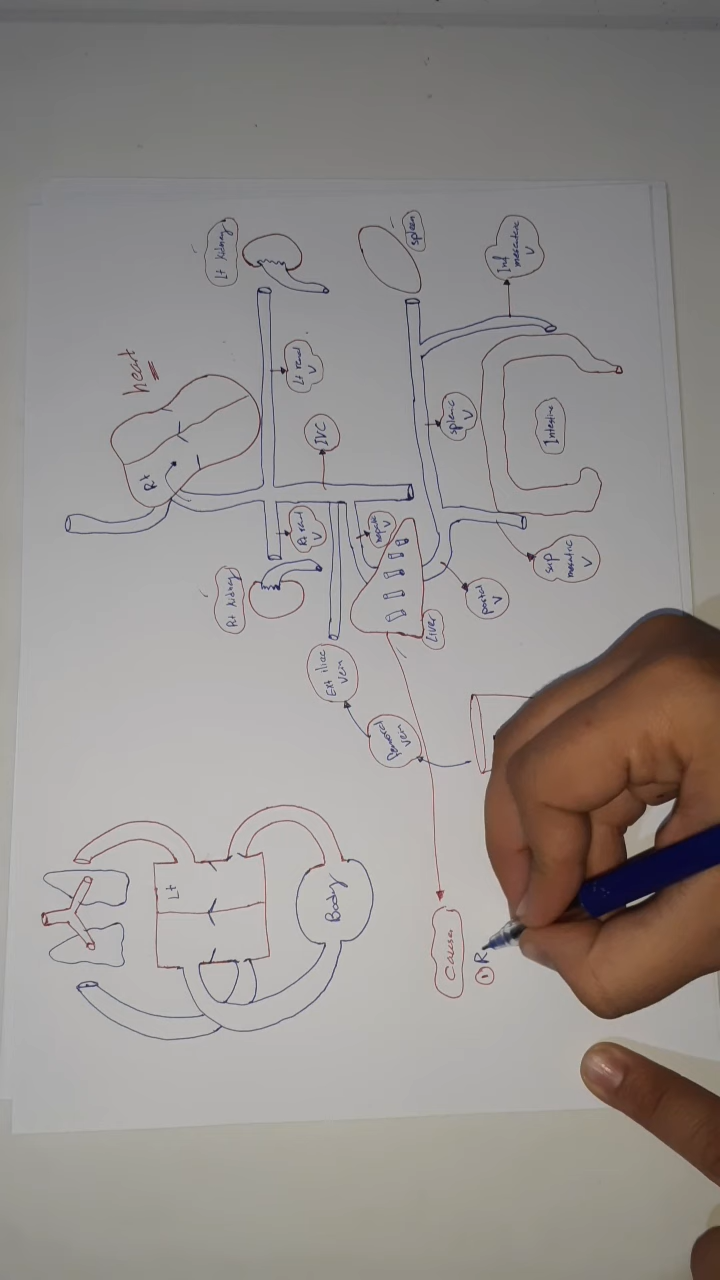 heart
Rt
Lt kidney
Lt renal
V
IVC
Rt renal
V
Rt kidney
spleen
Inf
mesentric
V
splenic
V
Intestine
sup
mesentric
V
portal
V
hepatic
V
Liver
Ext iliac
vein
femoral
vein
Lt
Body
Causes
① R